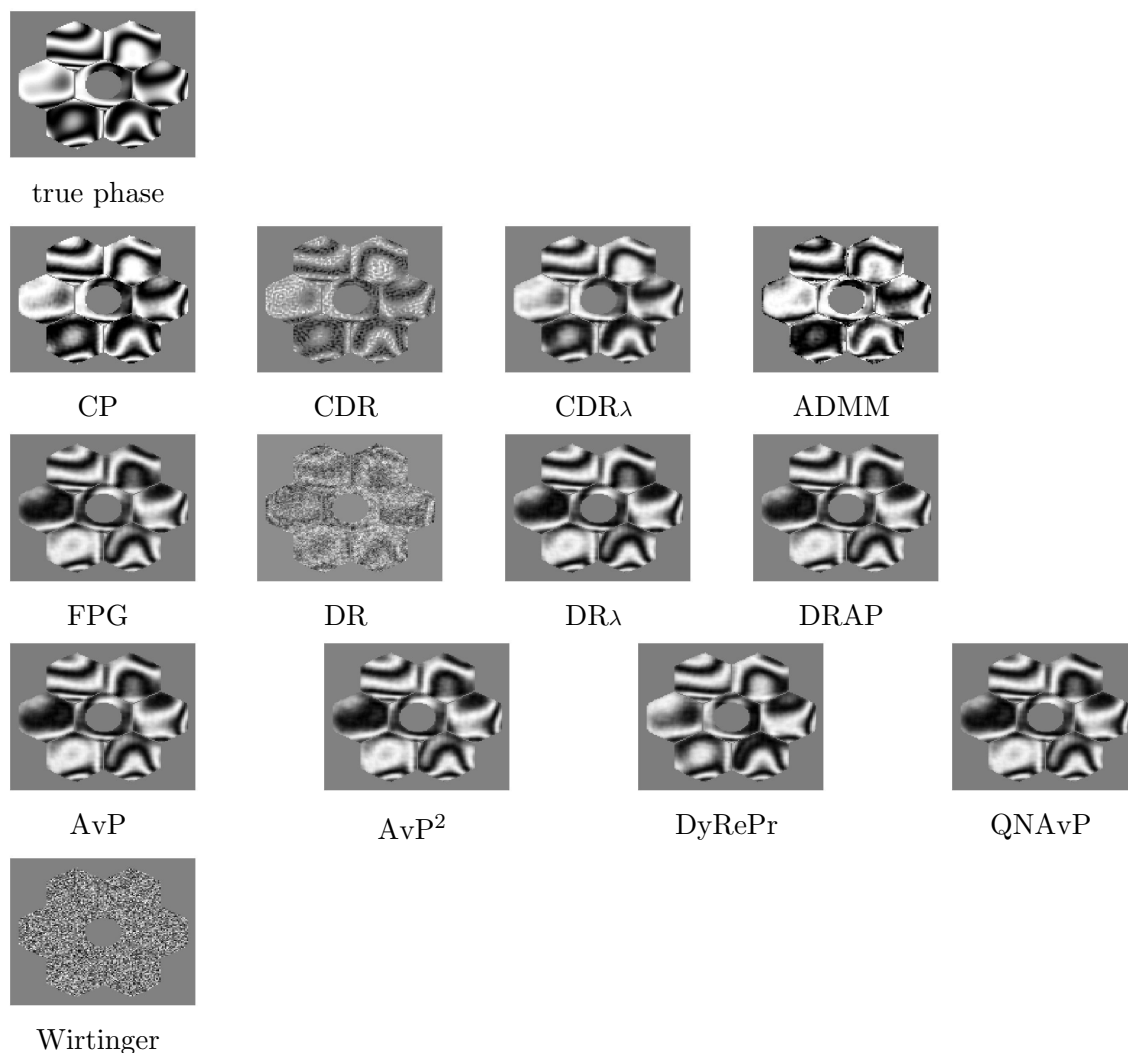 true phase
CP CDR CDRλ ADMM
FPG DR DRλ DRAP
AvP AvP² DyRePr QNAvP
Wirtinger